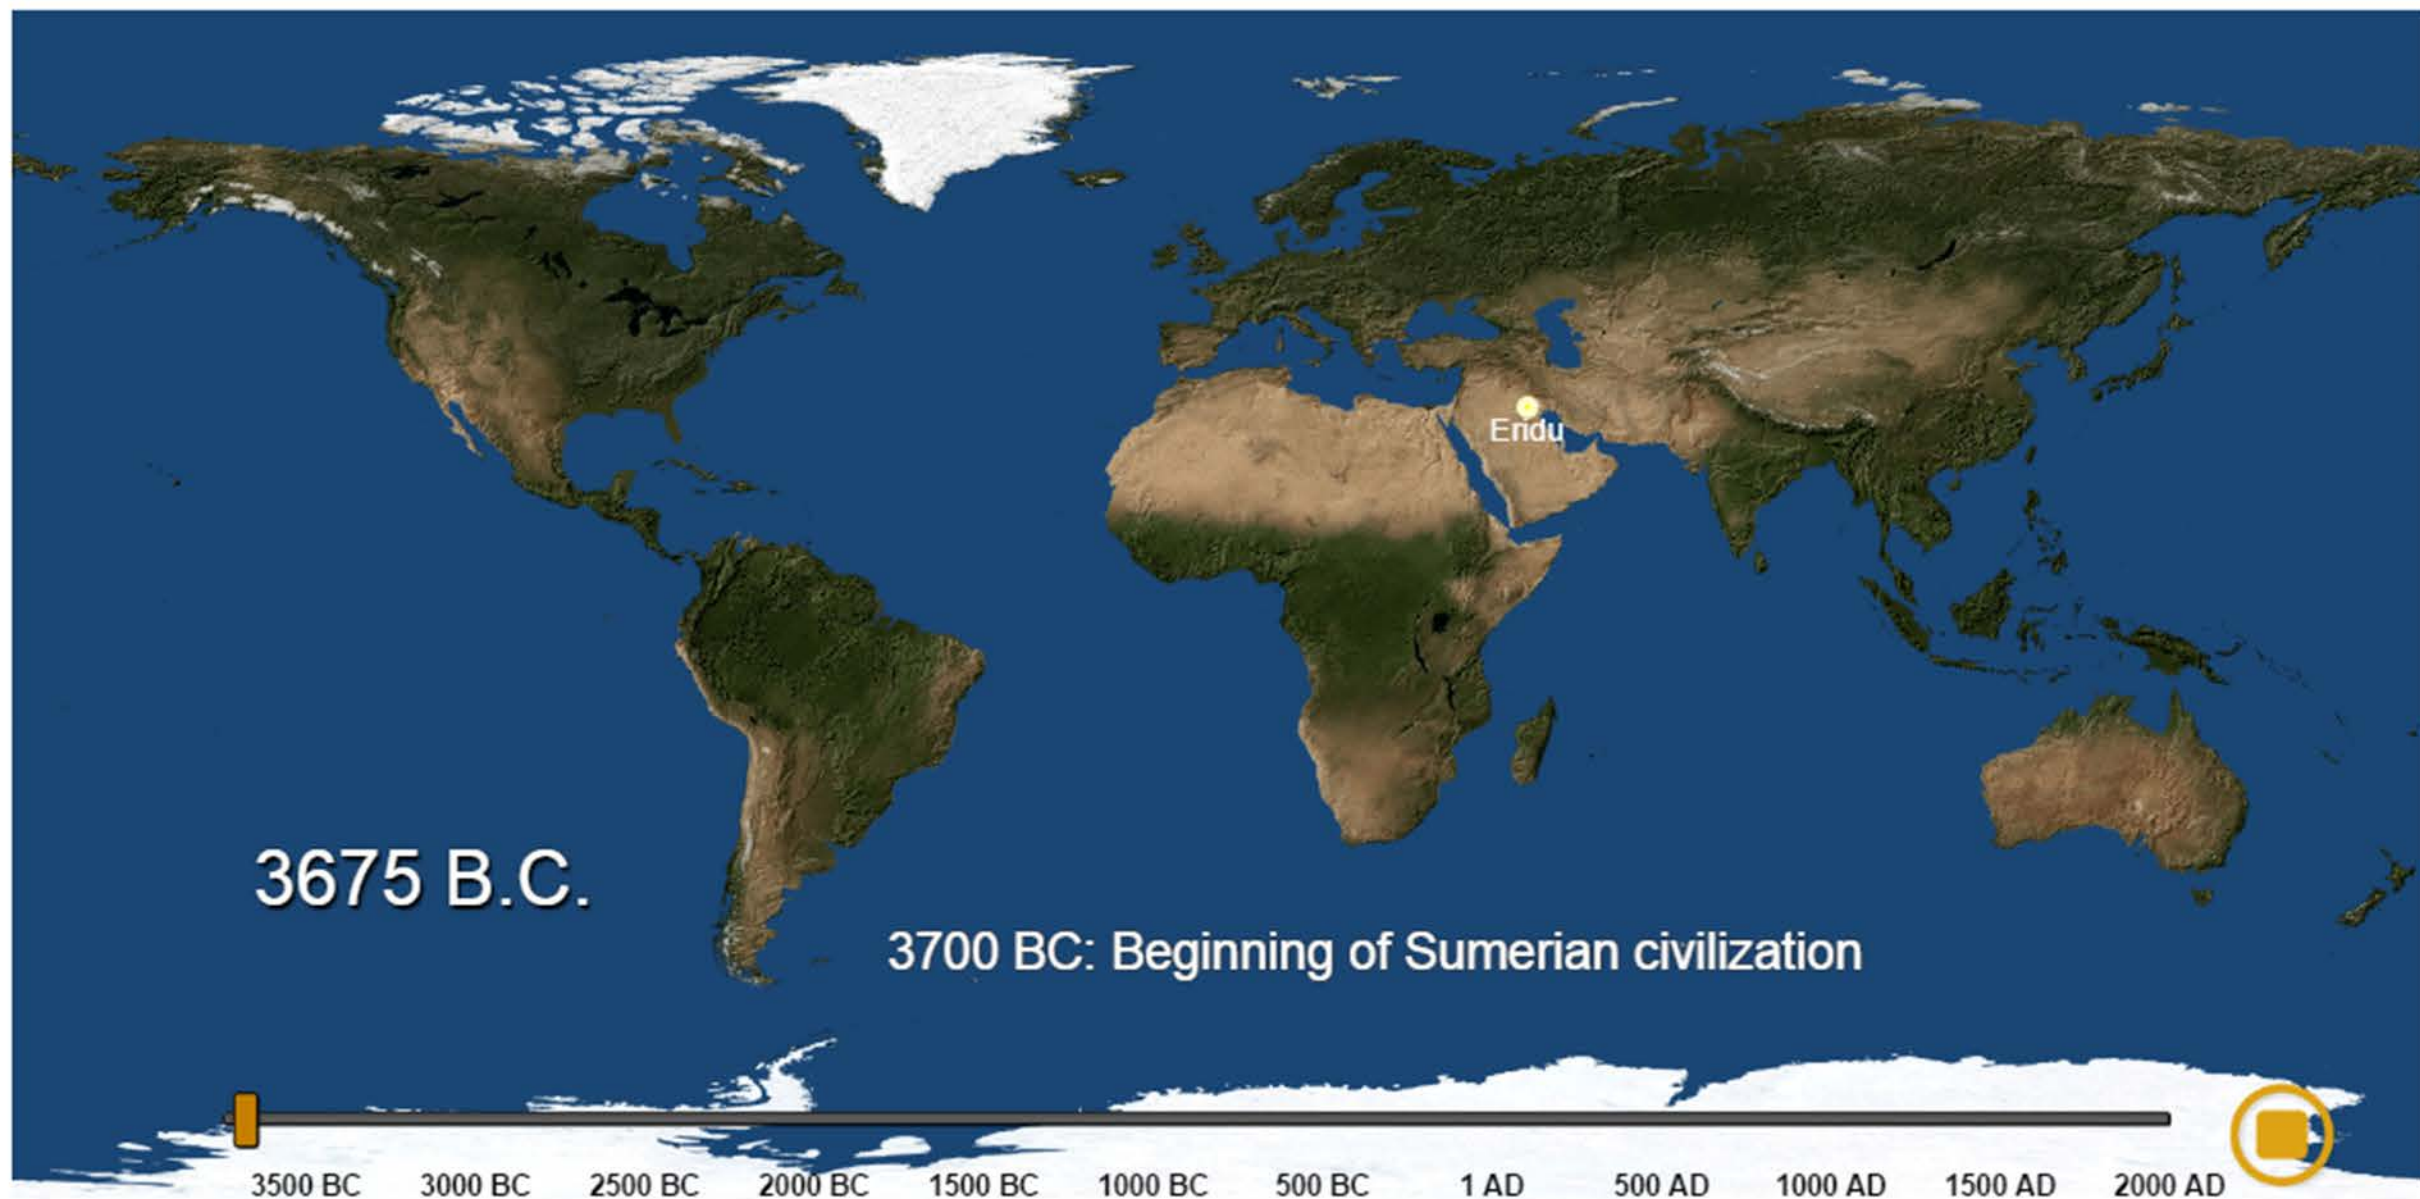 Eridu
3675 B.C.
3700 BC: Beginning of Sumerian civilization
3500 BC 3000 BC 2500 BC 2000 BC 1500 BC 1000 BC 500 BC 1 AD 500 AD 1000 AD 1500 AD 2000 AD